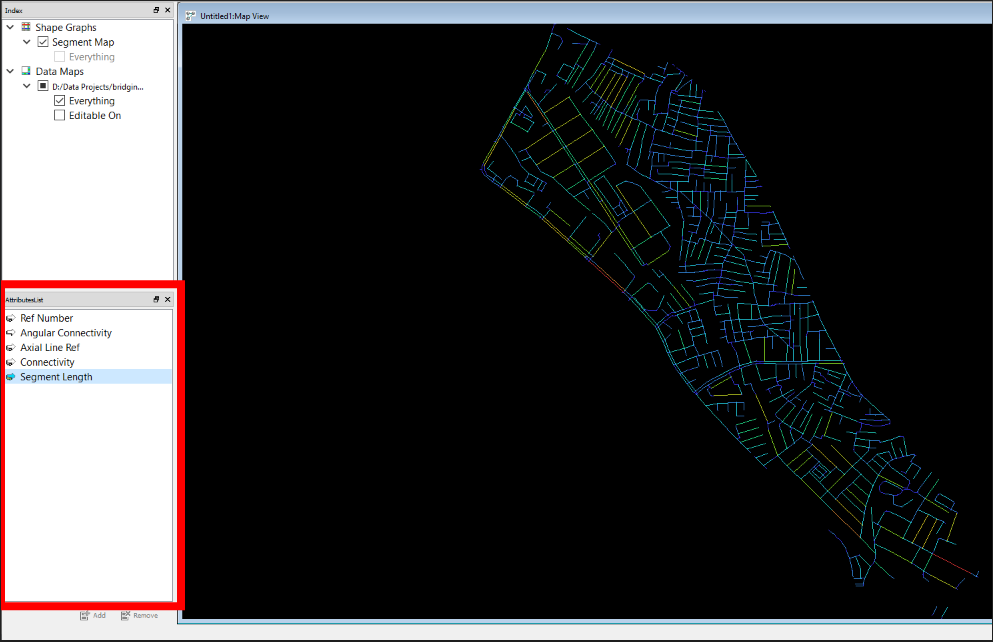 Index
Untitled1:Map View
Shape Graphs
Segment Map
Everything
Data Maps
D:/Data Projects/bridgin...
Everything
Editable On
AttributesList
Ref Number
Angular Connectivity
Axial Line Ref
Connectivity
Segment Length
Add Remove